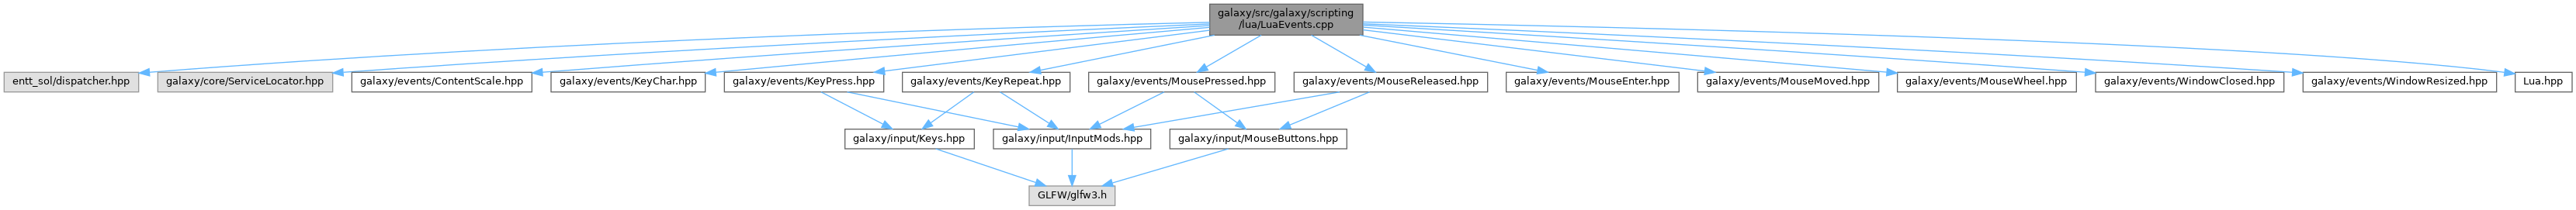 galaxy/src/galaxy/scripting
/lua/LuaEvents.cpp
entt_sol/dispatcher.hpp
galaxy/core/ServiceLocator.hpp
galaxy/events/ContentScale.hpp
galaxy/events/KeyChar.hpp
galaxy/events/KeyPress.hpp
galaxy/events/KeyRepeat.hpp
galaxy/events/MousePressed.hpp
galaxy/events/MouseReleased.hpp
galaxy/events/MouseEnter.hpp
galaxy/events/MouseMoved.hpp
galaxy/events/MouseWheel.hpp
galaxy/events/WindowClosed.hpp
galaxy/events/WindowResized.hpp
Lua.hpp
galaxy/input/Keys.hpp
galaxy/input/InputMods.hpp
galaxy/input/MouseButtons.hpp
GLFW/glfw3.h